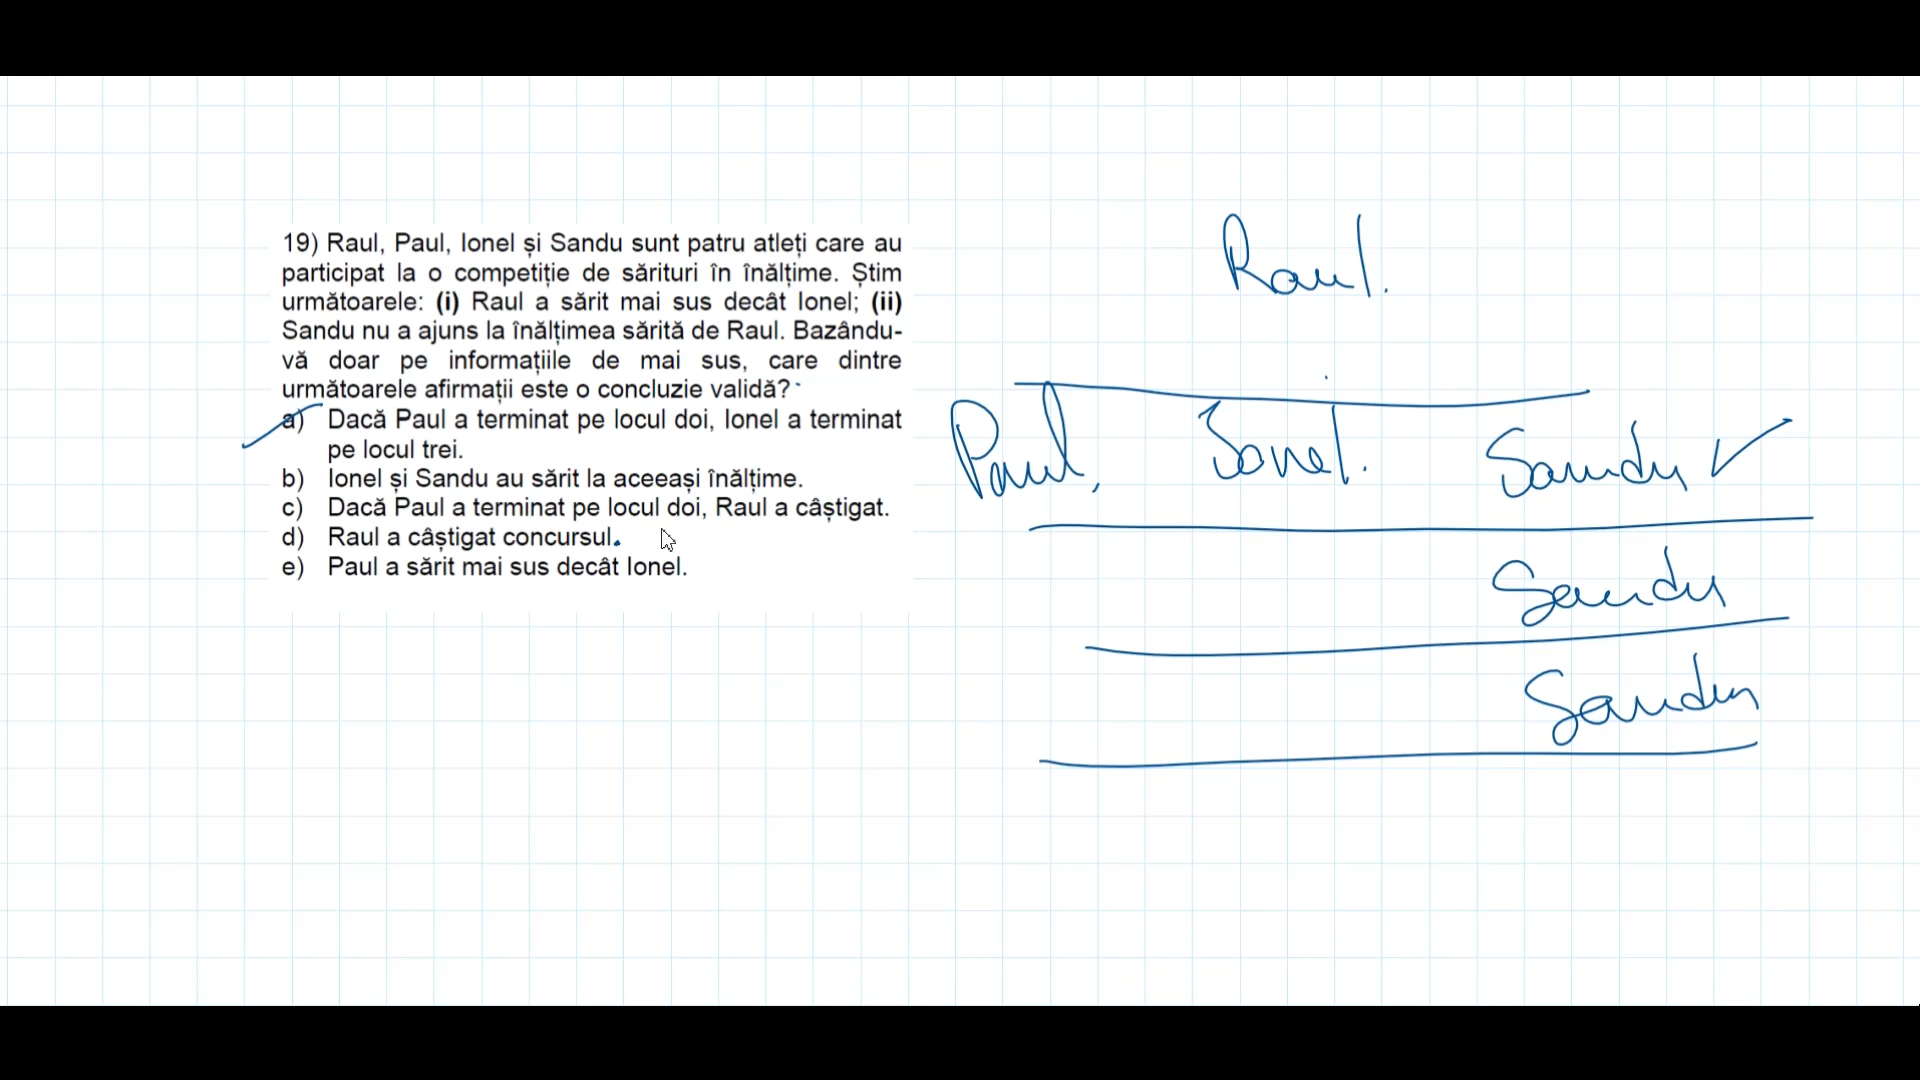 19) Raul, Paul, Ionel și Sandu sunt patru atleți care au
participat la o competiție de sărituri în înălțime. Știm
următoarele: (i) Raul a sărit mai sus decât Ionel; (ii)
Sandu nu a ajuns la înălțimea sărită de Raul. Bazându-
vă doar pe informațiile de mai sus, care dintre
următoarele afirmații este o concluzie validă?
a) Dacă Paul a terminat pe locul doi, Ionel a terminat
pe locul trei.
b) Ionel și Sandu au sărit la aceeași înălțime.
c) Dacă Paul a terminat pe locul doi, Raul a câștigat.
d) Raul a câștigat concursul.
e) Paul a sărit mai sus decât Ionel.
Raul.
Paul, Ionel. Sandu ✓
Sandu
Sandu